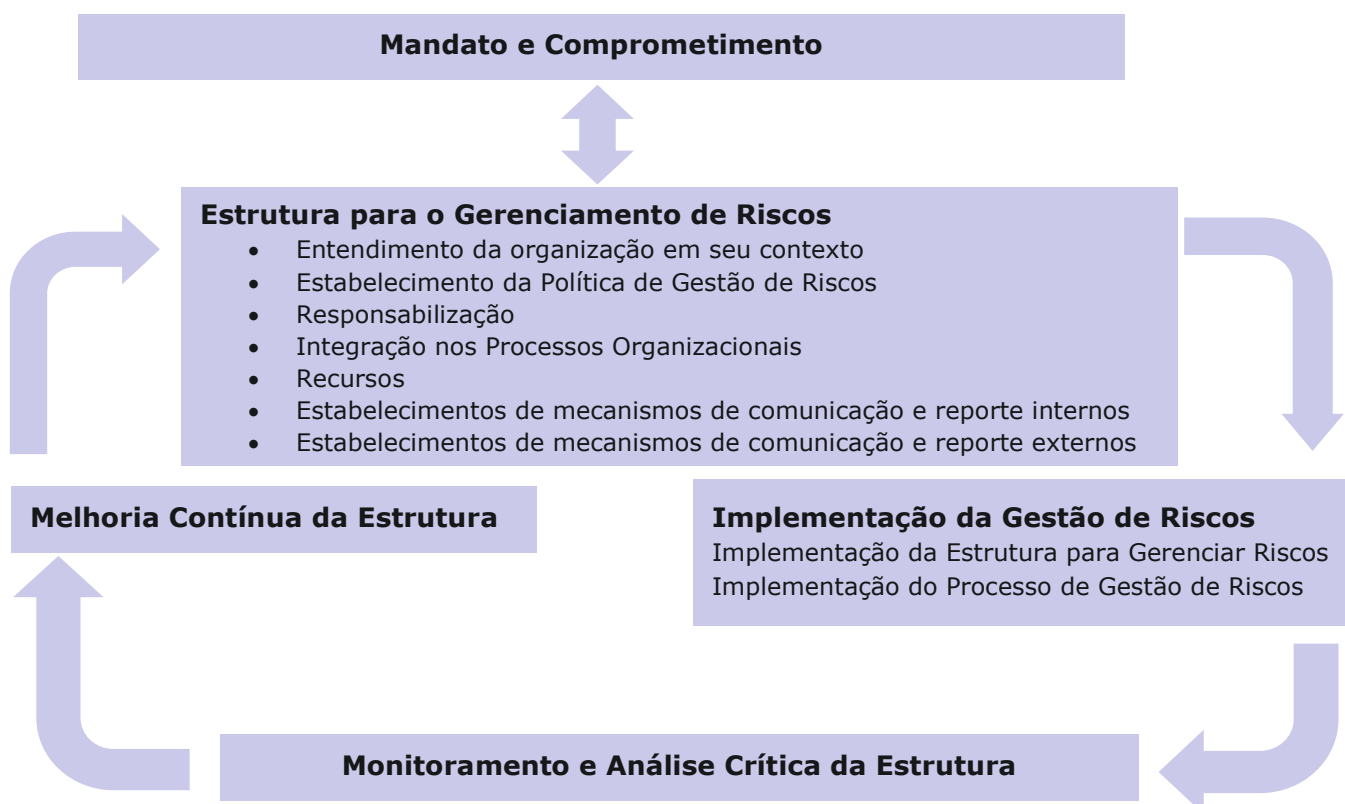 Mandato e Comprometimento
Estrutura para o Gerenciamento de Riscos
• Entendimento da organização em seu contexto
• Estabelecimento da Política de Gestão de Riscos
• Responsabilização
• Integração nos Processos Organizacionais
• Recursos
• Estabelecimentos de mecanismos de comunicação e reporte internos
• Estabelecimentos de mecanismos de comunicação e reporte externos
Melhoria Contínua da Estrutura
Implementação da Gestão de Riscos
Implementação da Estrutura para Gerenciar Riscos
Implementação do Processo de Gestão de Riscos
Monitoramento e Análise Crítica da Estrutura